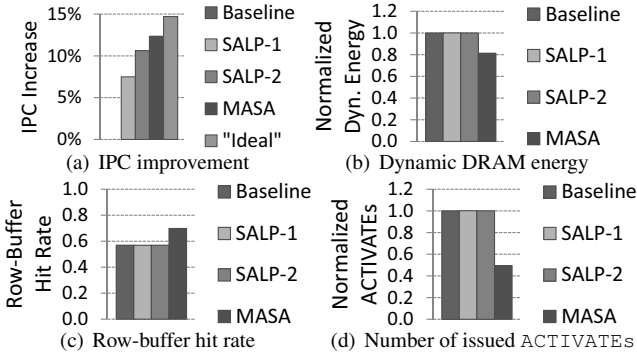 15%
10%
5%
0%
IPC Increase
Baseline
SALP-1
SALP-2
MASA
"Ideal"
(a) IPC improvement
1.2
1.0
0.8
0.6
0.4
0.2
0.0
Normalized
Dyn. Energy
Baseline
SALP-1
SALP-2
MASA
(b) Dynamic DRAM energy
1.0
0.8
0.6
0.4
0.2
0.0
Row-Buffer
Hit Rate
Baseline
SALP-1
SALP-2
MASA
(c) Row-buffer hit rate
1.2
1.0
0.8
0.6
0.4
0.2
0.0
Normalized
ACTIVATEs
Baseline
SALP-1
SALP-2
MASA
(d) Number of issued ACTIVATEs